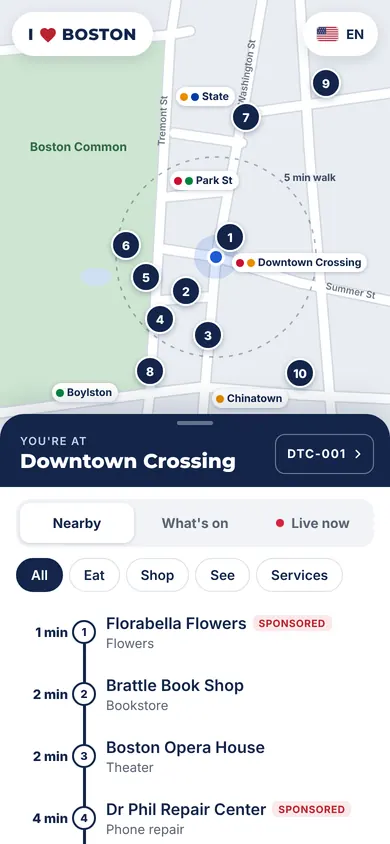 I ❤ BOSTON
EN
9
Washington St
State
7
Tremont St
Boston Common
Park St
5 min walk
6
1
Downtown Crossing
5
2
Summer St
4
3
8
10
Boylston
Chinatown
YOU'RE AT
Downtown Crossing
DTC-001 >
Nearby
What's on
Live now
All
Eat
Shop
See
Services
1 min 1 Florabella Flowers SPONSORED
Flowers
2 min 2 Brattle Book Shop
Bookstore
2 min 3 Boston Opera House
Theater
4 min 4 Dr Phil Repair Center SPONSORED
Phone repair